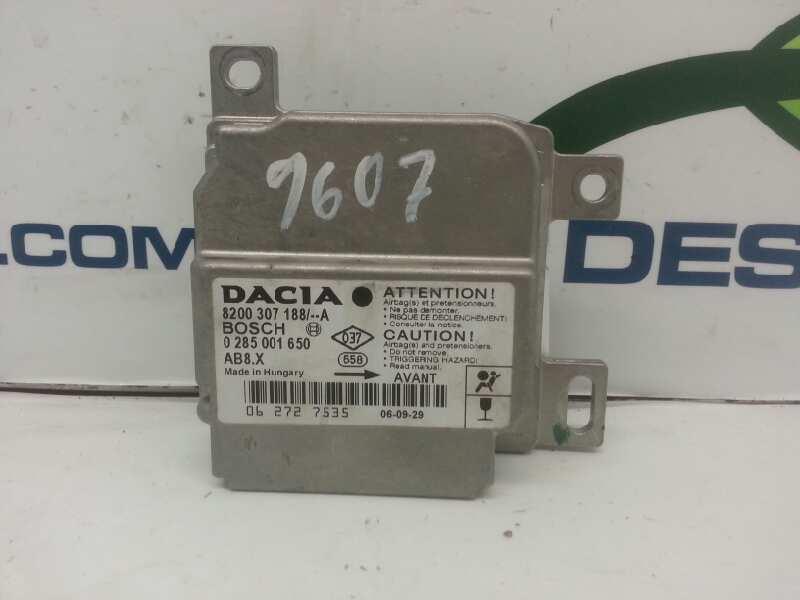 9607
.COM
DES
DACIA
8200 307 188/--A
BOSCH
0 285 001 650
AB8.X
Made in Hungary
037
658
ATTENTION!
Airbag(s) et pretensionneurs.
• Ne pas demonter.
• RISQUE DE DECLENCHEMENT!
• Consulter la notice.
CAUTION!
Airbag(s) and pretensioners.
• Do not remove.
• TRIGGERING HAZARD!
• Read manual.
AVANT
06 272 7535
06-09-29